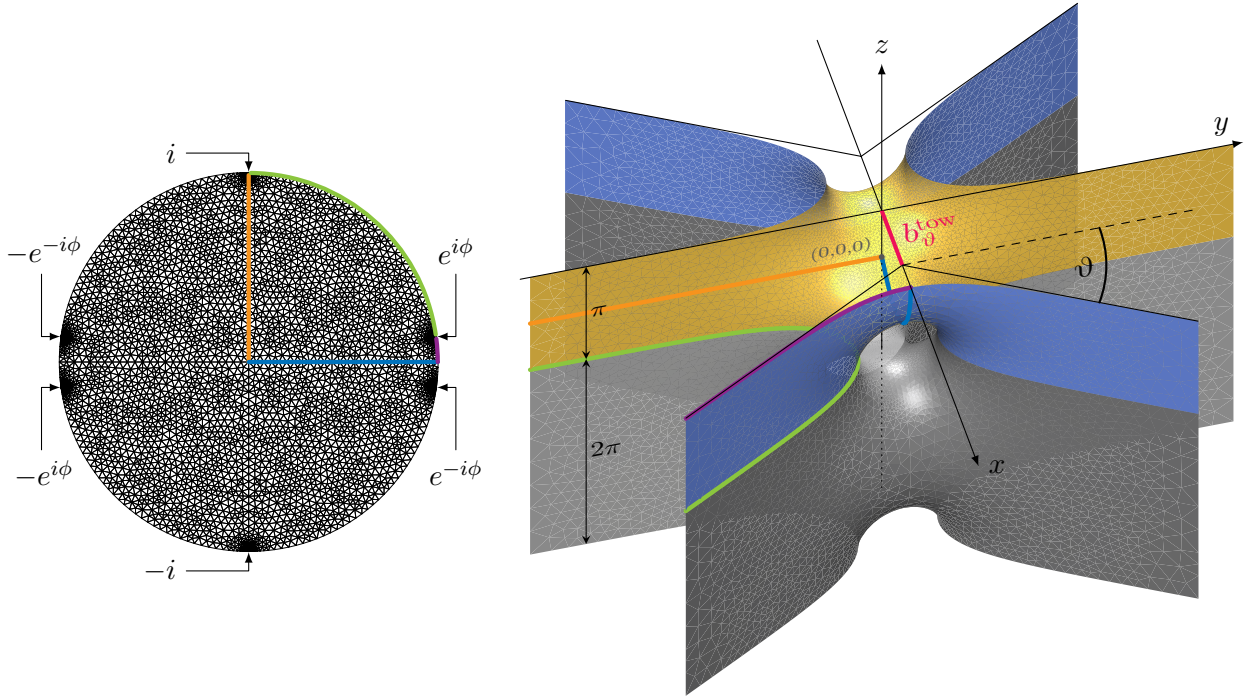 i
-e^{-iϕ}
e^{iϕ}
-e^{iϕ}
e^{-iϕ}
-i
z
y
b_ϑ^{tow}
(0,0,0)
ϑ
π
2π
x